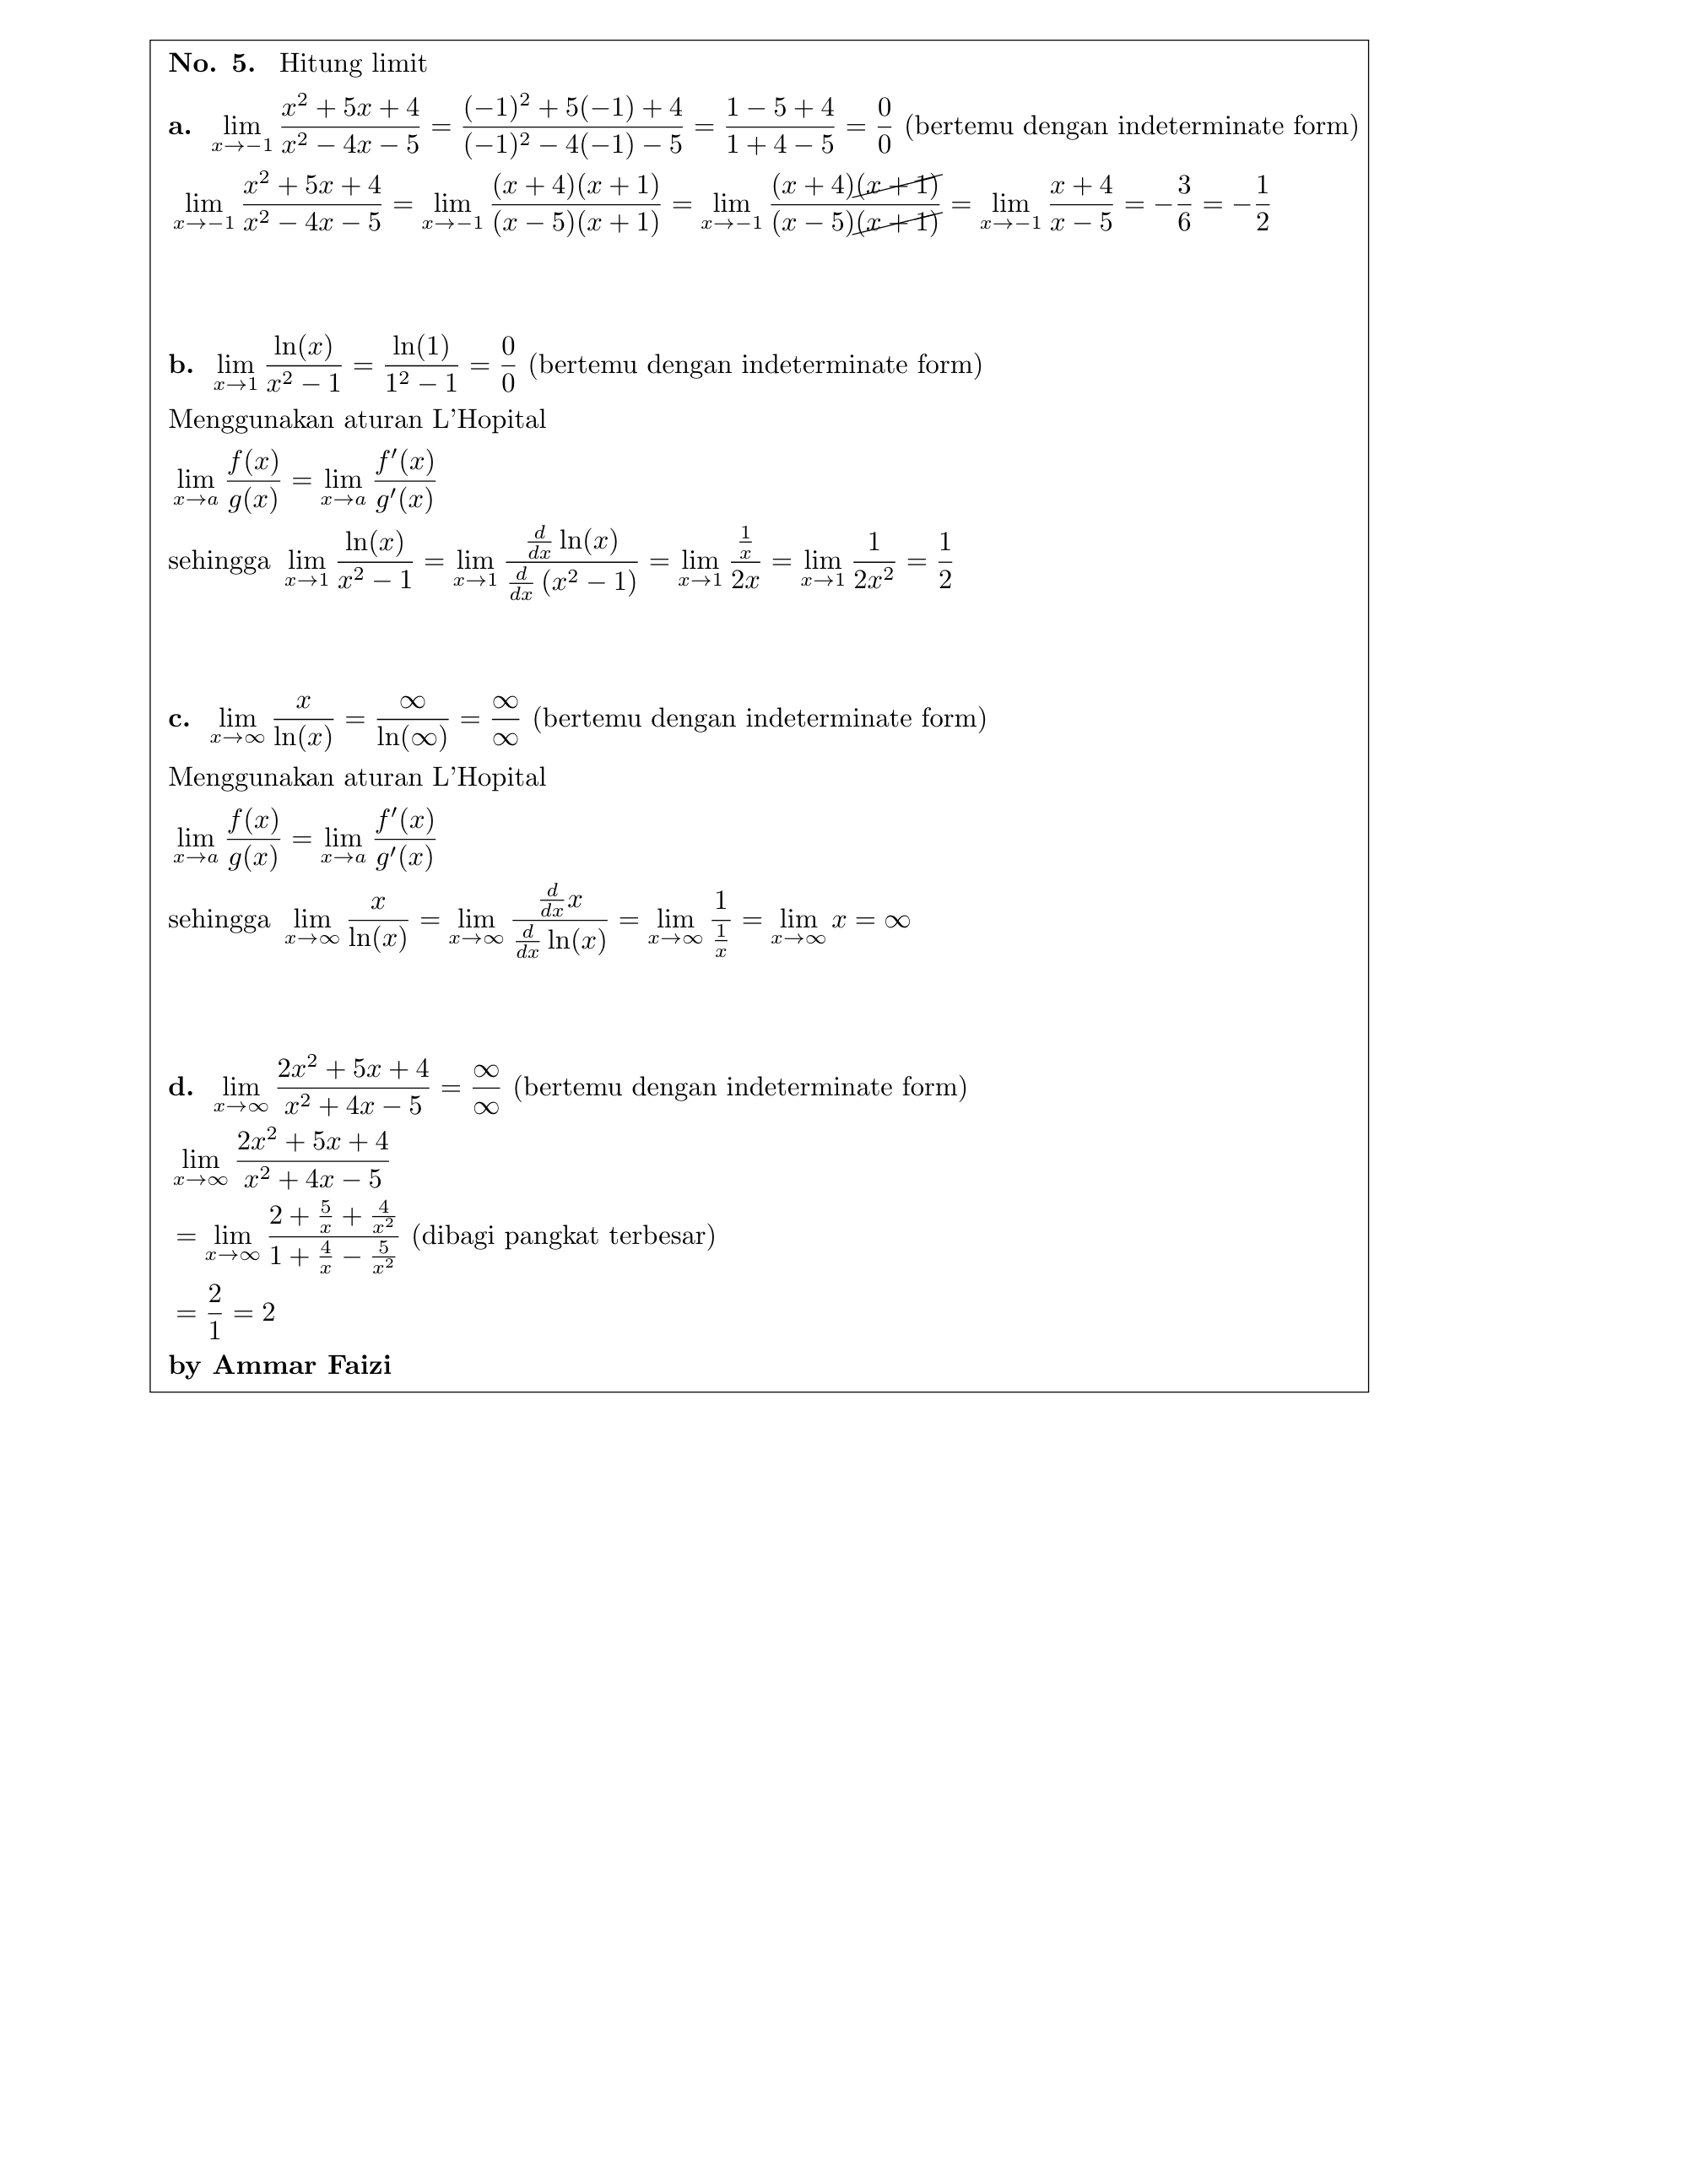 No. 5. Hitung limit
a. $\lim_{x \to -1} \frac{x^2 + 5x + 4}{x^2 - 4x - 5} = \frac{(-1)^2 + 5(-1) + 4}{(-1)^2 - 4(-1) - 5} = \frac{1 - 5 + 4}{1 + 4 - 5} = \frac{0}{0}$ (bertemu dengan indeterminate form)
$\lim_{x \to -1} \frac{x^2 + 5x + 4}{x^2 - 4x - 5} = \lim_{x \to -1} \frac{(x + 4)(x + 1)}{(x - 5)(x + 1)} = \lim_{x \to -1} \frac{(x + 4)\cancel{(x + 1)}}{(x - 5)\cancel{(x + 1)}} = \lim_{x \to -1} \frac{x + 4}{x - 5} = -\frac{3}{6} = -\frac{1}{2}$
b. $\lim_{x \to 1} \frac{\ln(x)}{x^2 - 1} = \frac{\ln(1)}{1^2 - 1} = \frac{0}{0}$ (bertemu dengan indeterminate form)
Menggunakan aturan L'Hopital
$\lim_{x \to a} \frac{f(x)}{g(x)} = \lim_{x \to a} \frac{f'(x)}{g'(x)}$
sehingga $\lim_{x \to 1} \frac{\ln(x)}{x^2 - 1} = \lim_{x \to 1} \frac{\frac{d}{dx} \ln(x)}{\frac{d}{dx} (x^2 - 1)} = \lim_{x \to 1} \frac{\frac{1}{x}}{2x} = \lim_{x \to 1} \frac{1}{2x^2} = \frac{1}{2}$
c. $\lim_{x \to \infty} \frac{x}{\ln(x)} = \frac{\infty}{\ln(\infty)} = \frac{\infty}{\infty}$ (bertemu dengan indeterminate form)
Menggunakan aturan L'Hopital
$\lim_{x \to a} \frac{f(x)}{g(x)} = \lim_{x \to a} \frac{f'(x)}{g'(x)}$
sehingga $\lim_{x \to \infty} \frac{x}{\ln(x)} = \lim_{x \to \infty} \frac{\frac{d}{dx} x}{\frac{d}{dx} \ln(x)} = \lim_{x \to \infty} \frac{1}{\frac{1}{x}} = \lim_{x \to \infty} x = \infty$
d. $\lim_{x \to \infty} \frac{2x^2 + 5x + 4}{x^2 + 4x - 5} = \frac{\infty}{\infty}$ (bertemu dengan indeterminate form)
$\lim_{x \to \infty} \frac{2x^2 + 5x + 4}{x^2 + 4x - 5}$
$= \lim_{x \to \infty} \frac{2 + \frac{5}{x} + \frac{4}{x^2}}{1 + \frac{4}{x} - \frac{5}{x^2}}$ (dibagi pangkat terbesar)
$= \frac{2}{1} = 2$
by Ammar Faizi